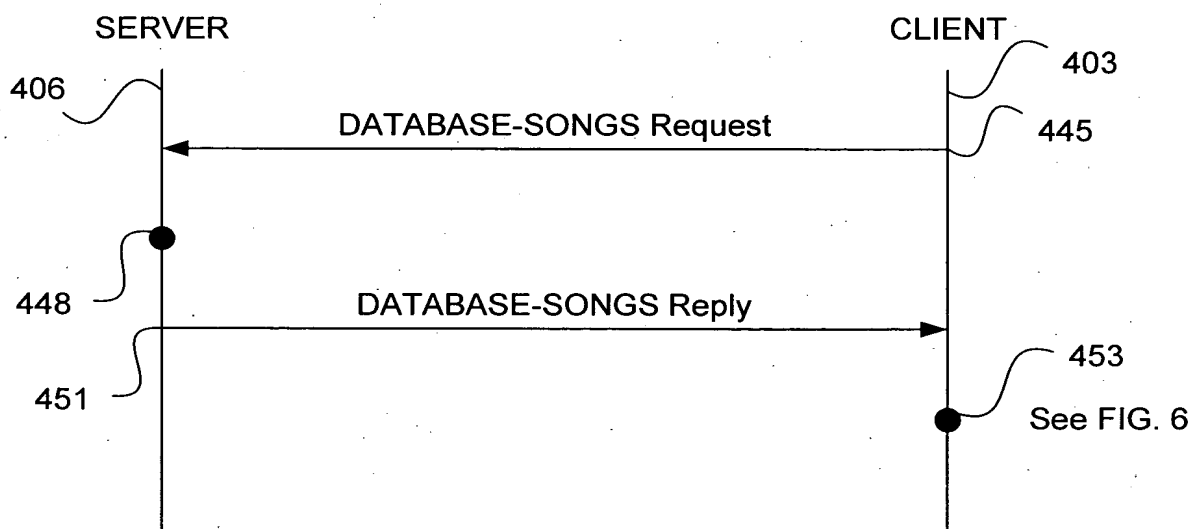 SERVER
CLIENT
406
403
DATABASE-SONGS Request
445
448
DATABASE-SONGS Reply
451
453
See FIG. 6